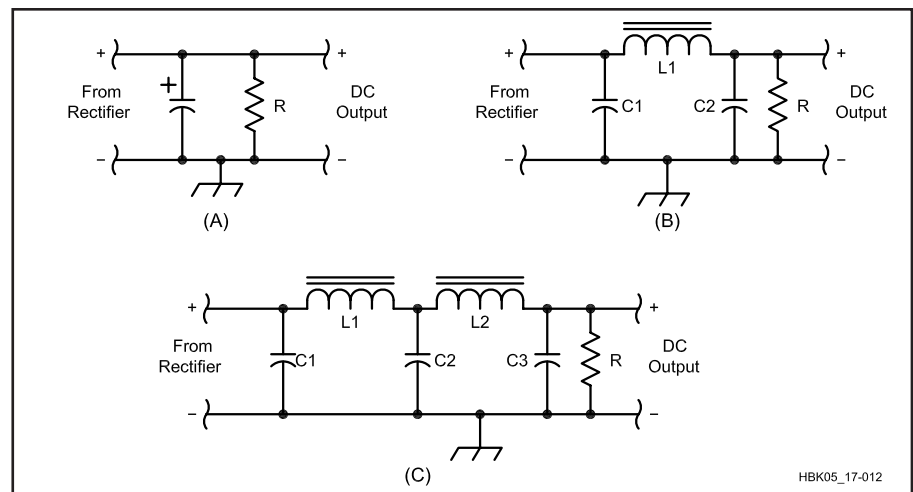 + +
+
From
Rectifier
R
DC
Output
– –
(A)
+ +
L1
From
Rectifier
C1
C2
R
DC
Output
– –
(B)
+ +
L1
L2
From
Rectifier
C1
C2
C3
R
DC
Output
– –
(C)
HBK05_17-012